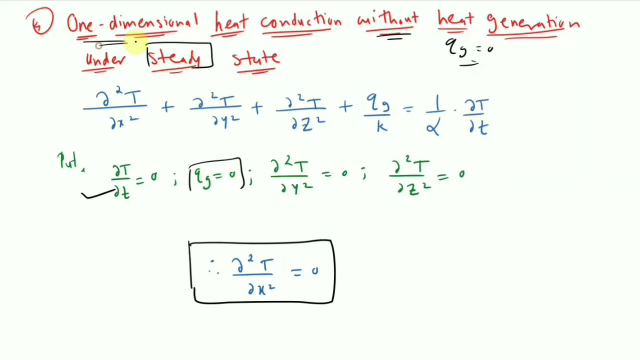 4) One-dimensional heat conduction without heat generation
under steady state
qg = 0
∂²T/∂x² + ∂²T/∂y² + ∂²T/∂z² + qg/k = 1/α · ∂T/∂t
Put, ∂T/∂t = 0 ; qg = 0 ; ∂²T/∂y² = 0 ; ∂²T/∂z² = 0
∴ ∂²T/∂x² = 0